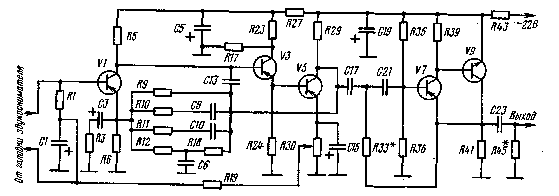 R5
C5
R23
R27
R29
C19
R35
R39
R43
-22В
V1
R17
V3
V5
V7
V9
C13
R1
C3
R9
R10
R11
R12
C9
C10
C17
C21
От головки звукоснимателя
C1
R3
R6
R18
C6
R24
R30
C15
R33*
R36
R41
C23
Выход
R45*
R19